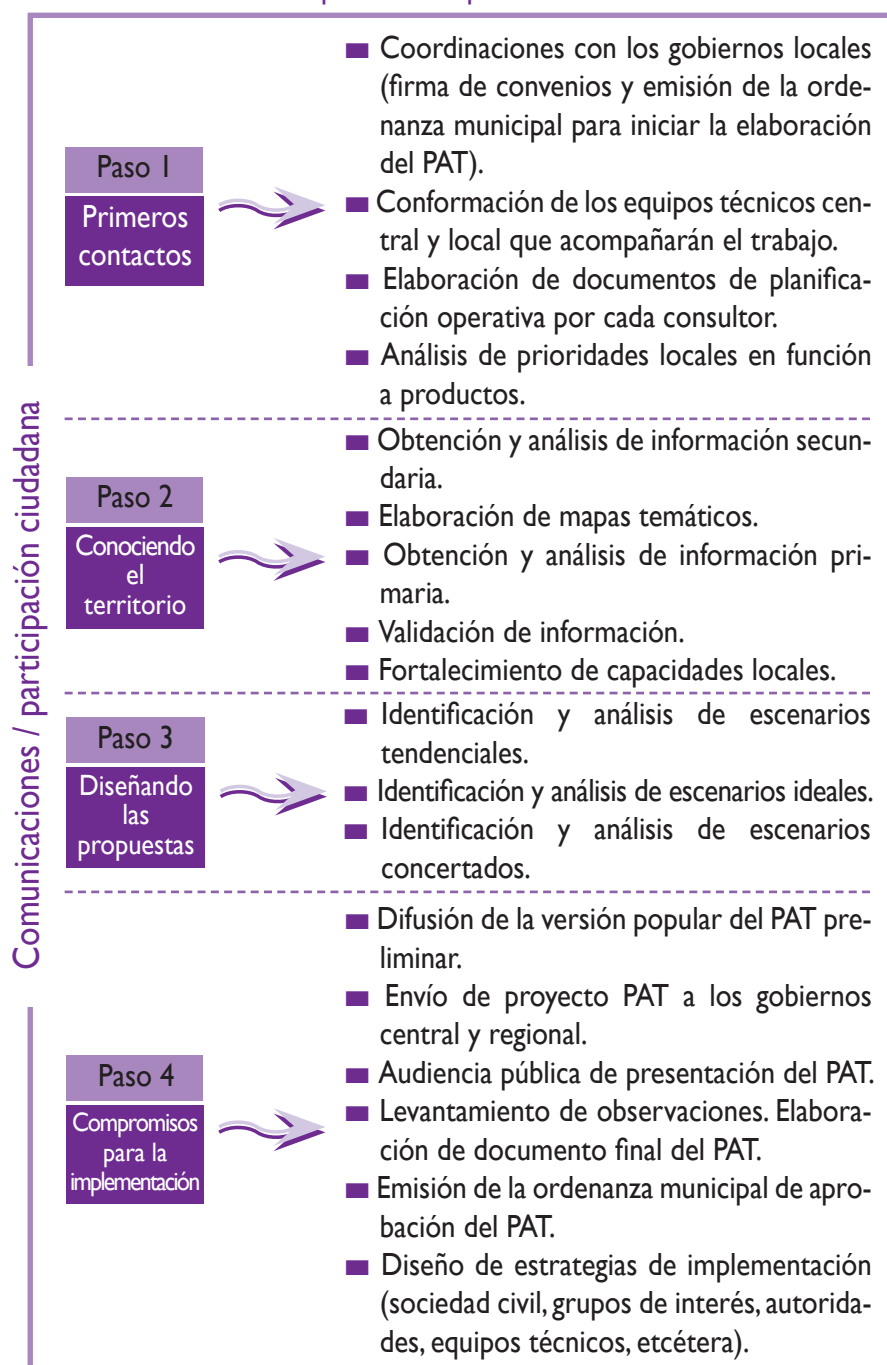 Comunicaciones / participación ciudadana
Paso 1
Primeros
contactos
Coordinaciones con los gobiernos locales
(firma de convenios y emisión de la orde-
nanza municipal para iniciar la elaboración
del PAT).
Conformación de los equipos técnicos cen-
tral y local que acompañarán el trabajo.
Elaboración de documentos de planifica-
ción operativa por cada consultor.
Análisis de prioridades locales en función
a productos.
Paso 2
Conociendo
el
territorio
Obtención y análisis de información secun-
daria.
Elaboración de mapas temáticos.
Obtención y análisis de información pri-
maria.
Validación de información.
Fortalecimiento de capacidades locales.
Paso 3
Diseñando
las
propuestas
Identificación y análisis de escenarios
tendenciales.
Identificación y análisis de escenarios ideales.
Identificación y análisis de escenarios
concertados.
Paso 4
Compromisos
para la
implementación
Difusión de la versión popular del PAT pre-
liminar.
Envío de proyecto PAT a los gobiernos
central y regional.
Audiencia pública de presentación del PAT.
Levantamiento de observaciones. Elabora-
ción de documento final del PAT.
Emisión de la ordenanza municipal de apro-
bación del PAT.
Diseño de estrategias de implementación
(sociedad civil, grupos de interés, autorida-
des, equipos técnicos, etcétera).